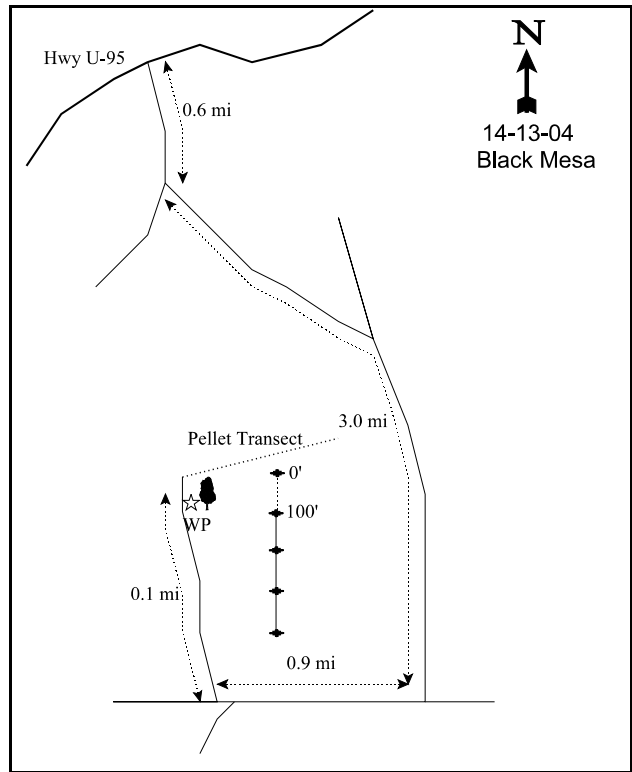 N
Hwy U-95
0.6 mi
14-13-04
Black Mesa
3.0 mi
Pellet Transect
0'
100'
WP
0.1 mi
0.9 mi